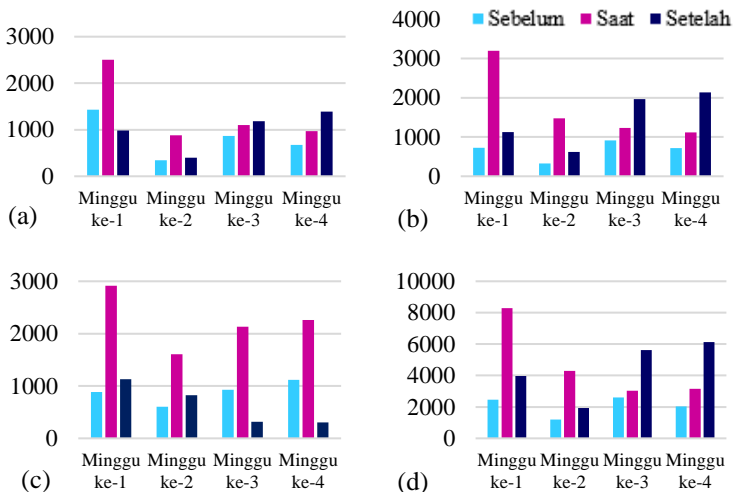 3000
2000
1000
0
Minggu ke-1
Minggu ke-2
Minggu ke-3
Minggu ke-4
(a)
Sebelum Saat Setelah
4000
3000
2000
1000
0
Minggu ke-1
Minggu ke-2
Minggu ke-3
Minggu ke-4
(b)
3000
2000
1000
0
Minggu ke-1
Minggu ke-2
Minggu ke-3
Minggu ke-4
(c)
10000
8000
6000
4000
2000
0
Minggu ke-1
Minggu ke-2
Minggu ke-3
Minggu ke-4
(d)